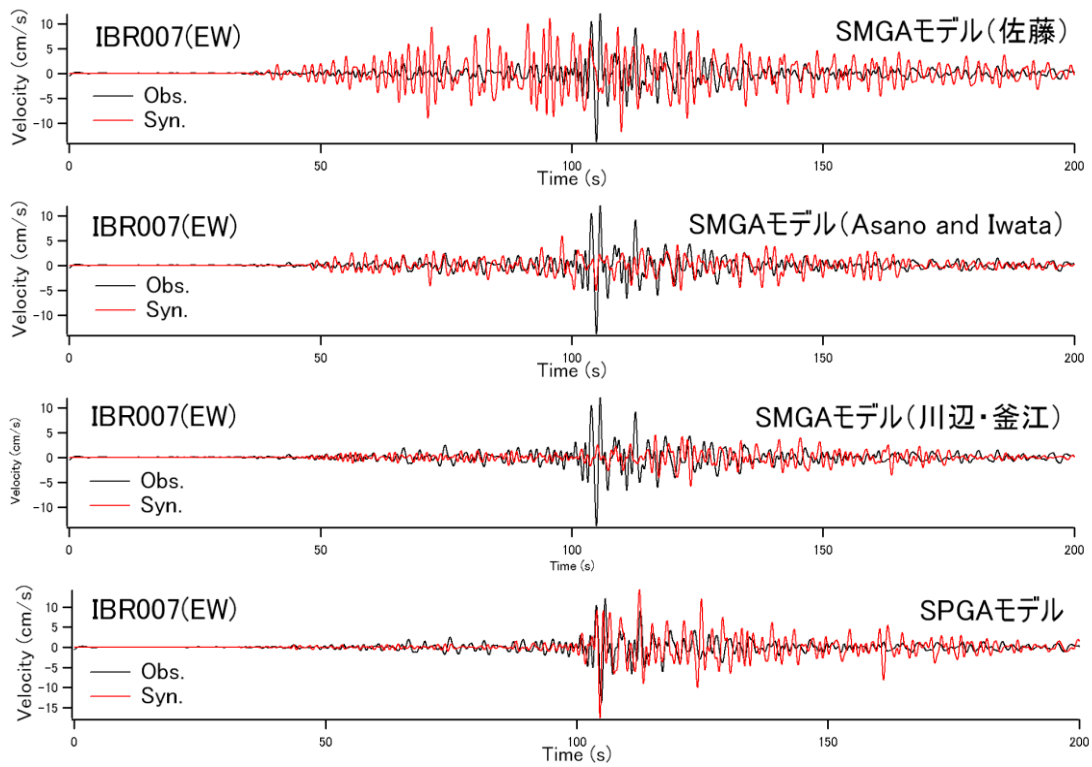 IBR007(EW)
SMGAモデル(佐藤)
Velocity (cm/s)
10
5
0
-5
-10
Obs.
Syn.
0 50 100 150 200
Time (s)
IBR007(EW)
SMGAモデル(Asano and Iwata)
Velocity (cm/s)
10
5
0
-5
-10
Obs.
Syn.
0 50 100 150 200
Time (s)
IBR007(EW)
SMGAモデル(川辺・釜江)
Velocity (cm/s)
10
5
0
-5
-10
Obs.
Syn.
0 50 100 150 200
Time (s)
IBR007(EW)
SPGAモデル
Velocity (cm/s)
10
5
0
-5
-10
-15
Obs.
Syn.
0 50 100 150 200
Time (s)